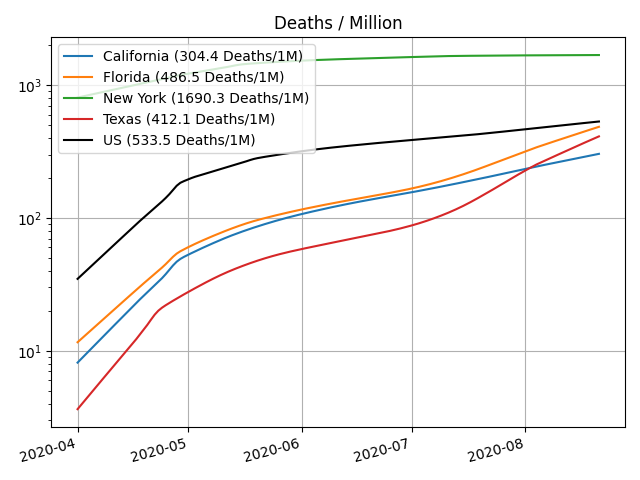 Deaths / Million
California (304.4 Deaths/1M)
Florida (486.5 Deaths/1M)
New York (1690.3 Deaths/1M)
Texas (412.1 Deaths/1M)
US (533.5 Deaths/1M)
10³
10²
10¹
2020-04 2020-05 2020-06 2020-07 2020-08